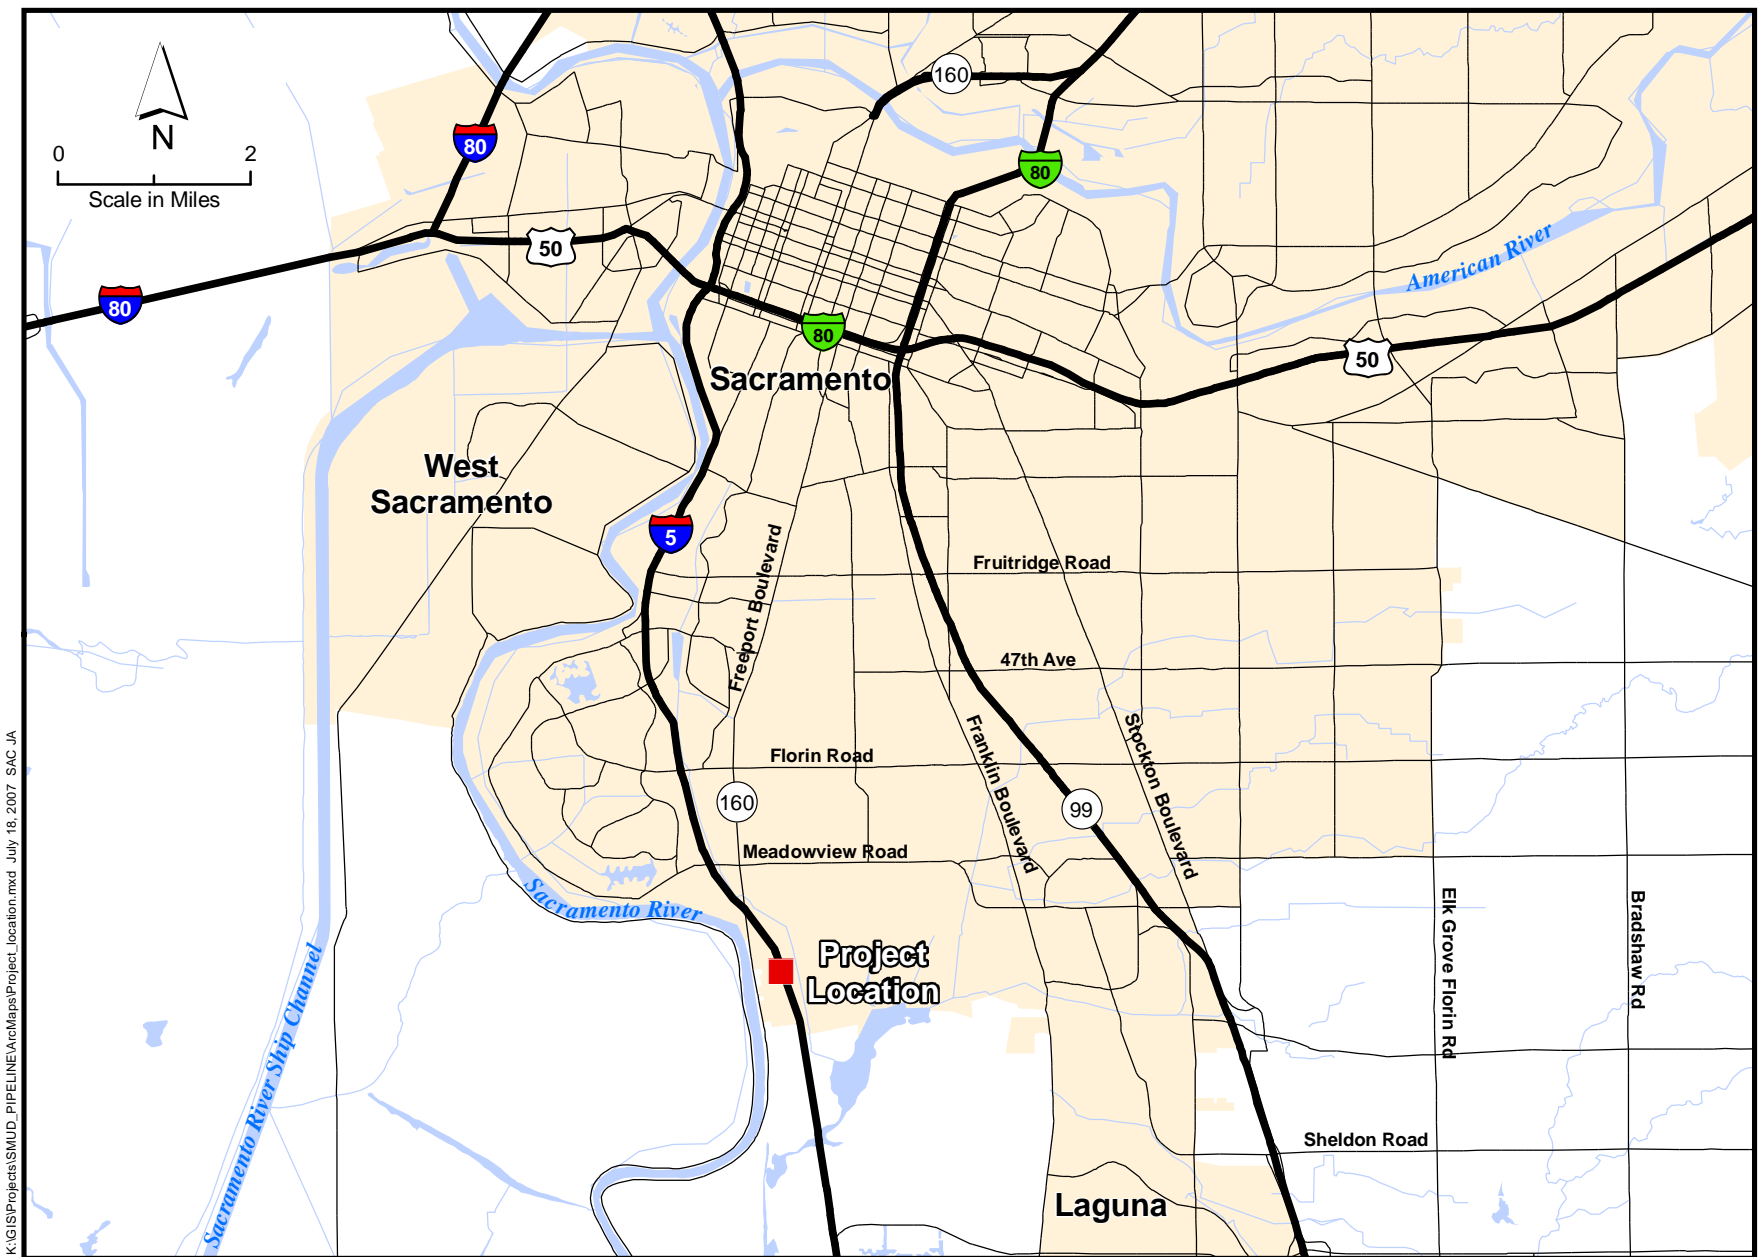 160
N
0 2
Scale in Miles
80
80
50
American River
80
80
50
Sacramento
West
Sacramento
5
Freeport Boulevard
Fruitridge Road
47th Ave
Franklin Boulevard
Stockton Boulevard
Florin Road
160
99
Meadowview Road
Sacramento River
Elk Grove Florin Rd
Bradshaw Rd
Project
Location
Sacramento River Ship Channel
Sheldon Road
Laguna
K:\GIS\Projects\SMUD_PIPELINE\ArcMaps\Project_location.mxd July 18, 2007 SAC JA